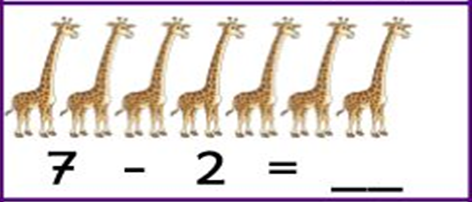 7 - 2 = __